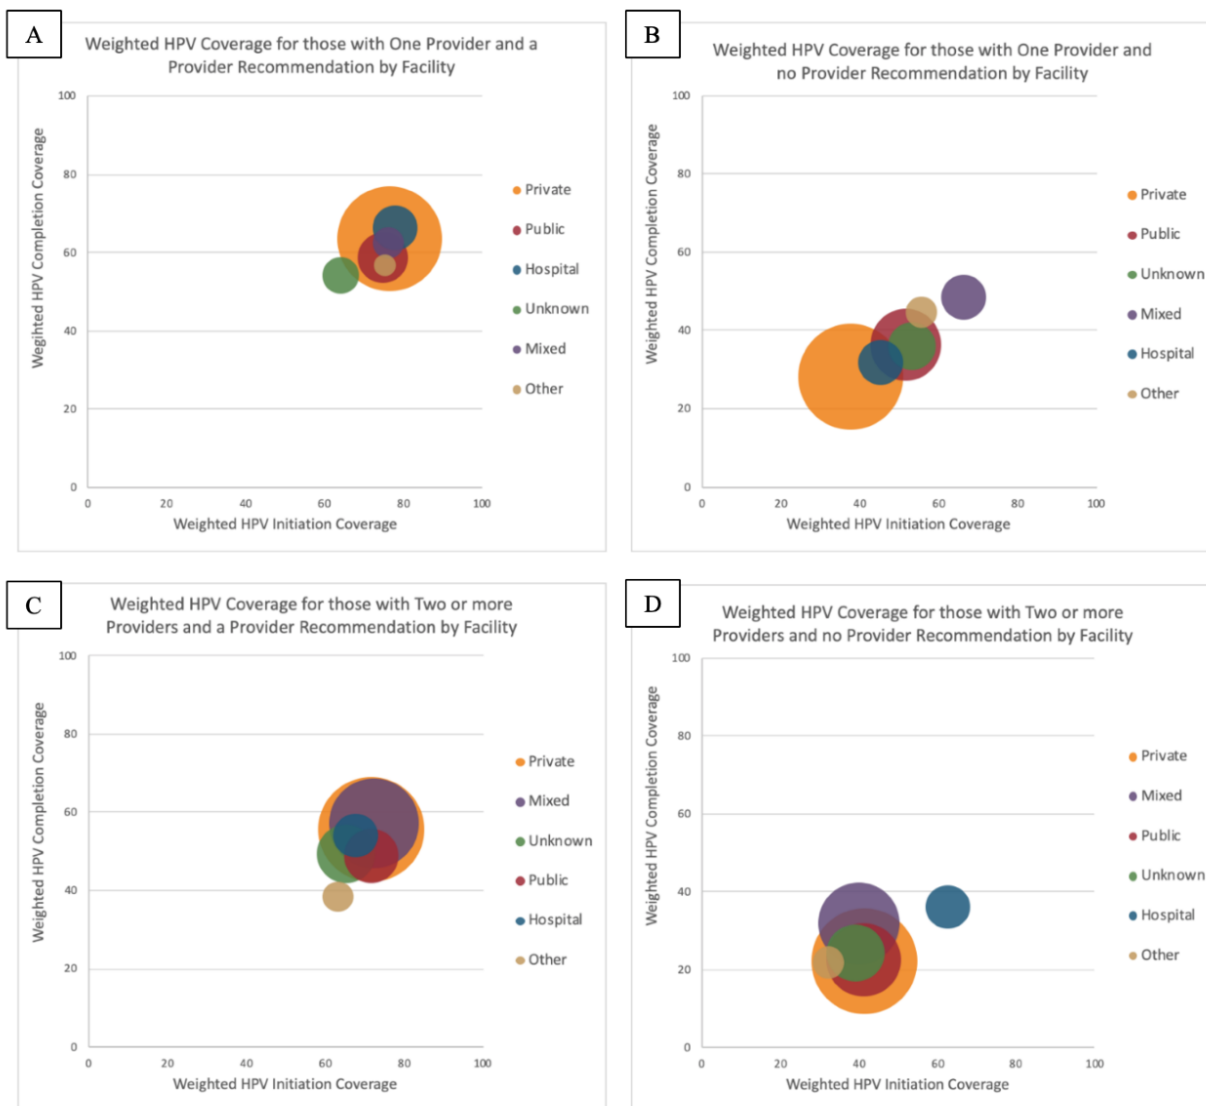 A
Weighted HPV Coverage for those with One Provider and a
Provider Recommendation by Facility
Wegihted HPV Completion Coverage
100
80
60
40
20
0
0 20 40 60 80 100
Weighted HPV Initiation Coverage
Private
Public
Hospital
Unknown
Mixed
Other
B
Weighted HPV Coverage for those with One Provider and
no Provider Recommendation by Facility
Weighted HPV Completion Coverage
100
80
60
40
20
0
0 20 40 60 80 100
Weighted HPV Initiation Coverage
Private
Public
Unknown
Mixed
Hospital
Other
C
Weighted HPV Coverage for those with Two or more
Providers and a Provider Recommendation by Facility
Weighted HPV Completion Coverage
100
80
60
40
20
0
0 20 40 60 80 100
Weighted HPV Initiation Coverage
Private
Mixed
Unknown
Public
Hospital
Other
D
Weighted HPV Coverage for those with Two or more
Providers and no Provider Recommendation by Facility
Weighted HPV Completion Coverage
100
80
60
40
20
0
0 20 40 60 80 100
Weighted HPV Initiation Coverage
Private
Mixed
Public
Unknown
Hospital
Other